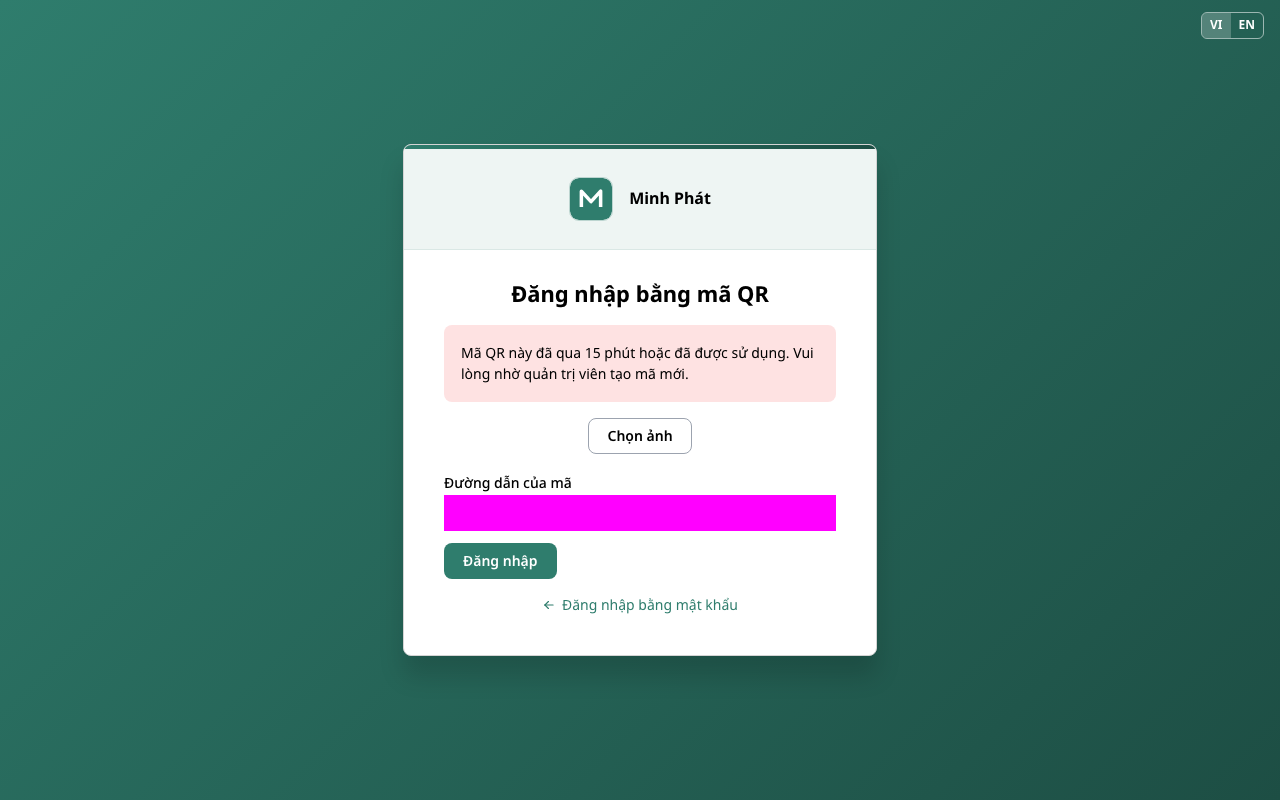 VI EN
Minh Phát
Đăng nhập bằng mã QR
Mã QR này đã qua 15 phút hoặc đã được sử dụng. Vui
lòng nhờ quản trị viên tạo mã mới.
Chọn ảnh
Đường dẫn của mã
Đăng nhập
← Đăng nhập bằng mật khẩu